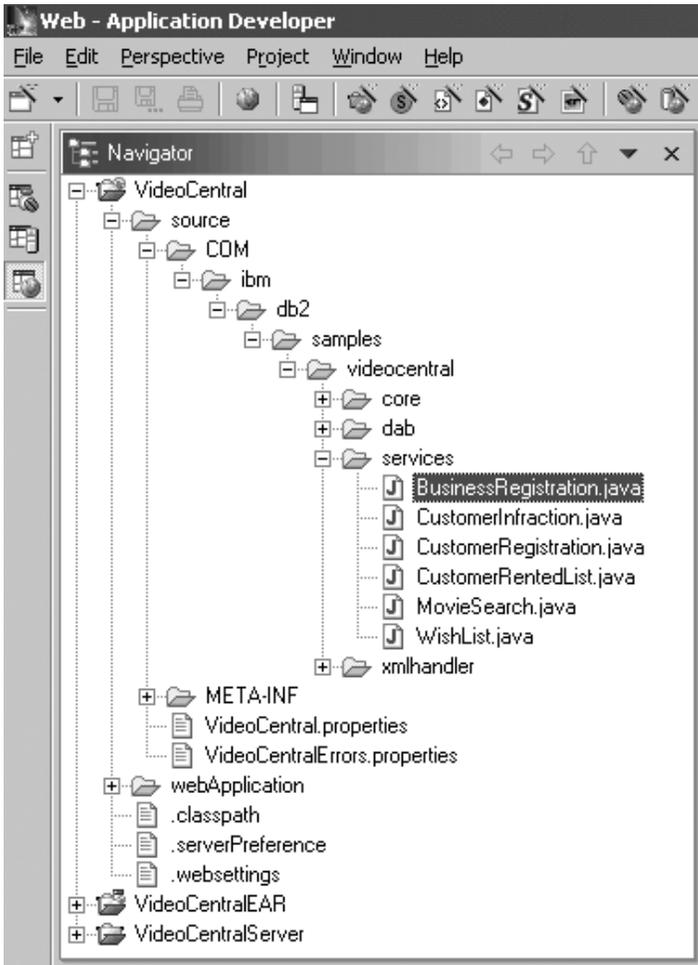 Web - Application Developer
File Edit Perspective Project Window Help
Navigator
VideoCentral
source
COM
ibm
db2
samples
videocentral
core
dab
services
BusinessRegistration.java
CustomerInfraction.java
CustomerRegistration.java
CustomerRentedList.java
MovieSearch.java
WishList.java
xmlhandler
META-INF
VideoCentral.properties
VideoCentralErrors.properties
webApplication
.classpath
.serverPreference
.websettings
VideoCentralEAR
VideoCentralServer